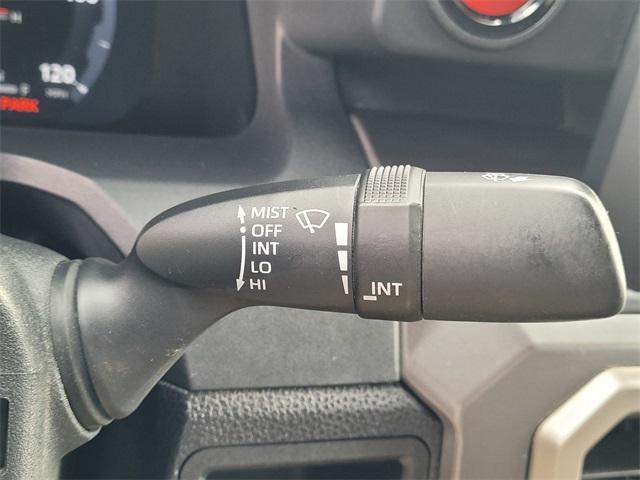 120
PARK
MIST
OFF
INT
LO
HI
INT